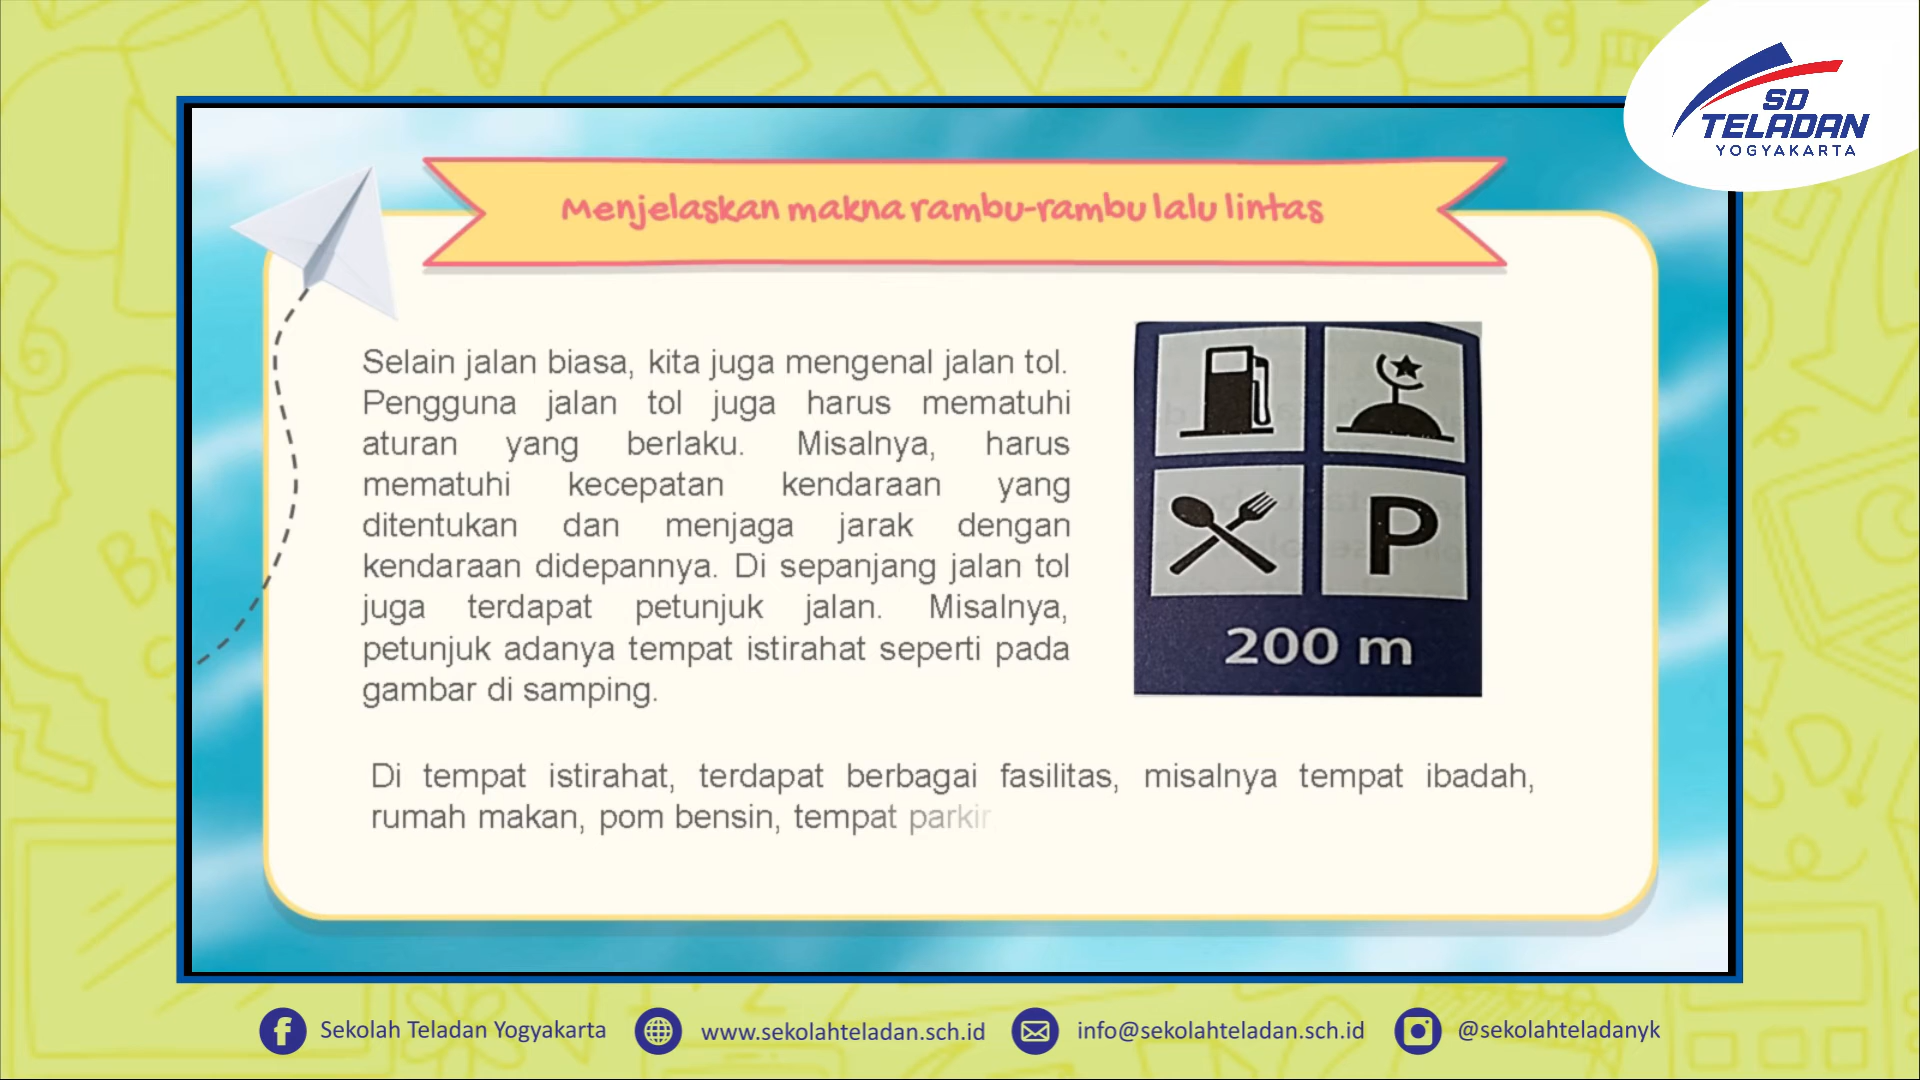 SD
TELADAN
YOGYAKARTA
Menjelaskan makna rambu-rambu lalu lintas
Selain jalan biasa, kita juga mengenal jalan tol.
Pengguna jalan tol juga harus mematuhi
aturan yang berlaku. Misalnya, harus
mematuhi kecepatan kendaraan yang
ditentukan dan menjaga jarak dengan
kendaraan didepannya. Di sepanjang jalan tol
juga terdapat petunjuk jalan. Misalnya,
petunjuk adanya tempat istirahat seperti pada
gambar di samping.
P
200 m
Di tempat istirahat, terdapat berbagai fasilitas, misalnya tempat ibadah,
rumah makan, pom bensin, tempat parkir
Sekolah Teladan Yogyakarta
www.sekolahteladan.sch.id
info@sekolahteladan.sch.id
@sekolahteladanyk